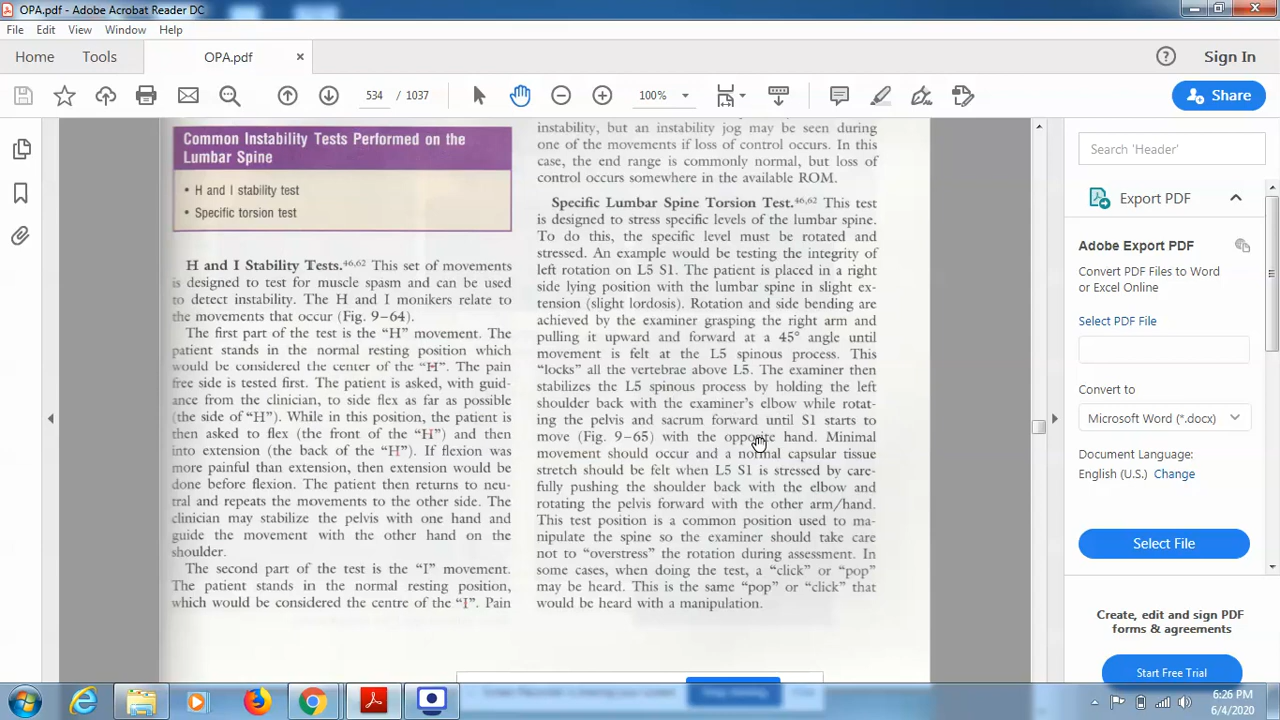 OPA.pdf - Adobe Acrobat Reader DC
File Edit View Window Help
Home Tools OPA.pdf × Sign In
534 / 1037 100% Share
Common Instability Tests Performed on the
Lumbar Spine
• H and I stability test
• Specific torsion test
H and I Stability Tests.46,62 This set of movements
is designed to test for muscle spasm and can be used
to detect instability. The H and I monikers relate to
the movements that occur (Fig. 9–64).
The first part of the test is the “H” movement. The
patient stands in the normal resting position which
would be considered the center of the “H”. The pain
free side is tested first. The patient is asked, with guid-
ance from the clinician, to side flex as far as possible
(the side of “H”). While in this position, the patient is
then asked to flex (the front of the “H”) and then
into extension (the back of the “H”). If flexion was
more painful than extension, then extension would be
done before flexion. The patient then returns to neu-
tral and repeats the movements to the other side. The
clinician may stabilize the pelvis with one hand and
guide the movement with the other hand on the
shoulder.
The second part of the test is the “I” movement.
The patient stands in the normal resting position,
which would be considered the centre of the “I”. Pain
instability, but an instability jog may be seen during
one of the movements if loss of control occurs. In this
case, the end range is commonly normal, but loss of
control occurs somewhere in the available ROM.
Specific Lumbar Spine Torsion Test.46,62 This test
is designed to stress specific levels of the lumbar spine.
To do this, the specific level must be rotated and
stressed. An example would be testing the integrity of
left rotation on L5 S1. The patient is placed in a right
side lying position with the lumbar spine in slight ex-
tension (slight lordosis). Rotation and side bending are
achieved by the examiner grasping the right arm and
pulling it upward and forward at a 45° angle until
movement is felt at the L5 spinous process. This
“locks” all the vertebrae above L5. The examiner then
stabilizes the L5 spinous process by holding the left
shoulder back with the examiner’s elbow while rotat-
ing the pelvis and sacrum forward until S1 starts to
move (Fig. 9–65) with the opposite hand. Minimal
movement should occur and a normal capsular tissue
stretch should be felt when L5 S1 is stressed by care-
fully pushing the shoulder back with the elbow and
rotating the pelvis forward with the other arm/hand.
This test position is a common position used to ma-
nipulate the spine so the examiner should take care
not to “overstress” the rotation during assessment. In
some cases, when doing the test, a “click” or “pop”
may be heard. This is the same “pop” or “click” that
would be heard with a manipulation.
Search 'Header'
Export PDF
Adobe Export PDF
Convert PDF Files to Word
or Excel Online
Select PDF File
Convert to
Microsoft Word (*.docx)
Document Language:
English (U.S.) Change
Select File
Create, edit and sign PDF
forms & agreements
Start Free Trial
6:26 PM
6/4/2020